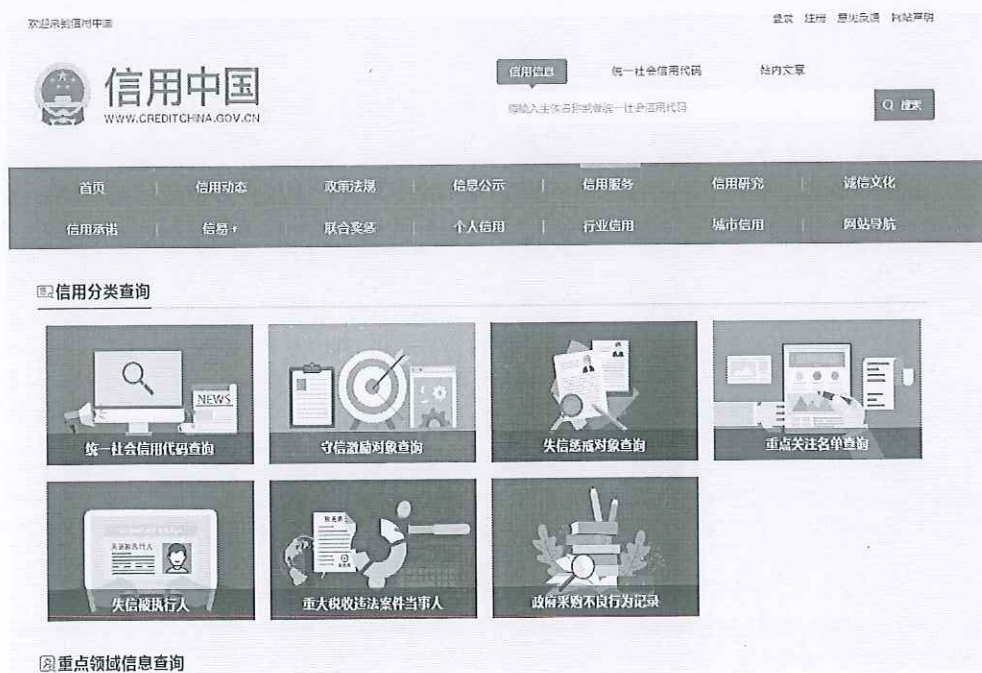 欢迎来到信用中国
登录 注册 意见反馈 网站声明
信用信息 统一社会信用代码 站内文章
信用中国
WWW.CREDITCHINA.GOV.CN
请输入主体名称或者统一社会信用代码
搜索
首页 信用动态 政策法规 信息公示 信用服务 信用研究 诚信文化
信用承诺 信易+ 联合奖惩 个人信用 行业信用 城市信用 网站导航
信用分类查询
NEWS
统一社会信用代码查询 守信激励对象查询 失信惩戒对象查询 重点关注名单查询
失信被执行人
失信被执行人 重大税收违法案件当事人 政府采购不良行为记录
重点领域信息查询